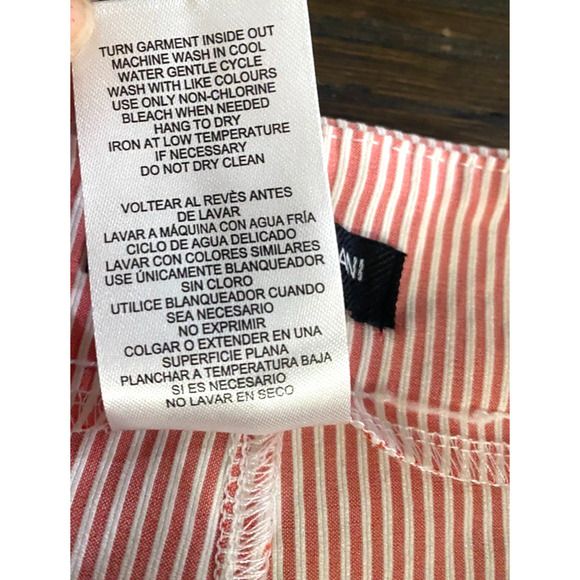 TURN GARMENT INSIDE OUT
MACHINE WASH IN COOL
WATER GENTLE CYCLE
WASH WITH LIKE COLOURS
USE ONLY NON-CHLORINE
BLEACH WHEN NEEDED
HANG TO DRY
IRON AT LOW TEMPERATURE
IF NECESSARY
DO NOT DRY CLEAN
VOLTEAR AL REVÈS ANTES
DE LAVAR
LAVAR A MÁQUINA CON AGUA FRÍA
CICLO DE AGUA DELICADO
LAVAR CON COLORES SIMILARES
USE ÚNICAMENTE BLANQUEADOR
SIN CLORO
UTILICE BLANQUEADOR CUANDO
SEA NECESARIO
NO EXPRIMIR
COLGAR O EXTENDER EN UNA
SUPERFICIE PLANA
PLANCHAR A TEMPERATURA BAJA
SI ES NECESARIO
NO LAVAR EN SECO